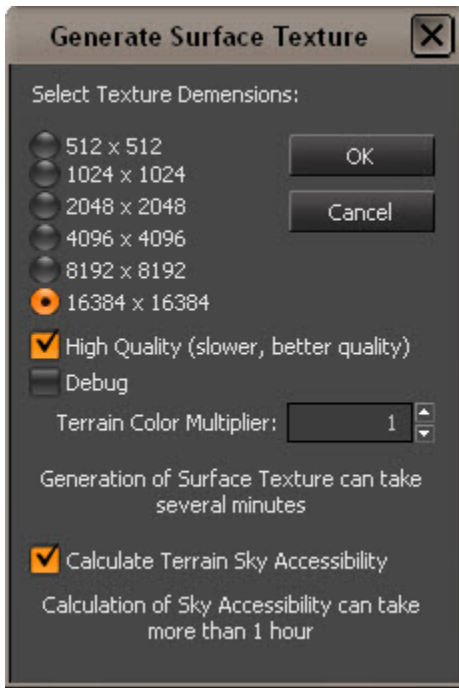 Generate Surface Texture
Select Texture Demensions:
512 x 512
1024 x 1024
2048 x 2048
4096 x 4096
8192 x 8192
16384 x 16384
OK
Cancel
High Quality (slower, better quality)
Debug
Terrain Color Multiplier: 1
Generation of Surface Texture can take
several minutes
Calculate Terrain Sky Accessibility
Calculation of Sky Accessibility can take
more than 1 hour